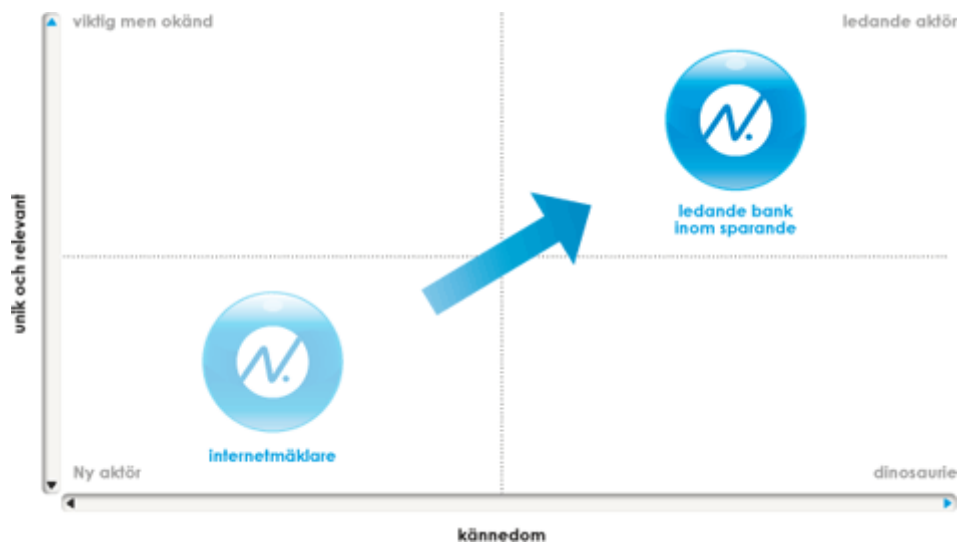 viktig men okänd
ledande aktör
N.
ledande bank
inom sparande
unik och relevant
N.
internetmäklare
Ny aktör
dinosaurie
kännedom